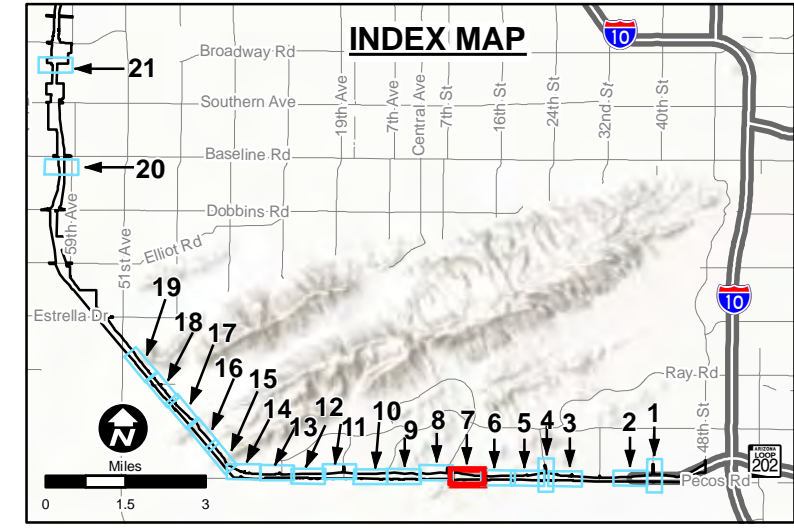 INDEX MAP
10
Broadway Rd
21
Southern Ave
19th Ave
7th Ave
Central Ave
7th St
16th St
24th St
32nd St
40th St
Baseline Rd
20
59th Ave
51st Ave
Dobbins Rd
Elliot Rd
10
Estrella Dr
19
18
17
16
15
14
13
12
11
10
9
8
7
6
5
4
3
2
1
Ray Rd
48th St
ARIZONA
LOOP
202
Pecos Rd
N
Miles
0 1.5 3